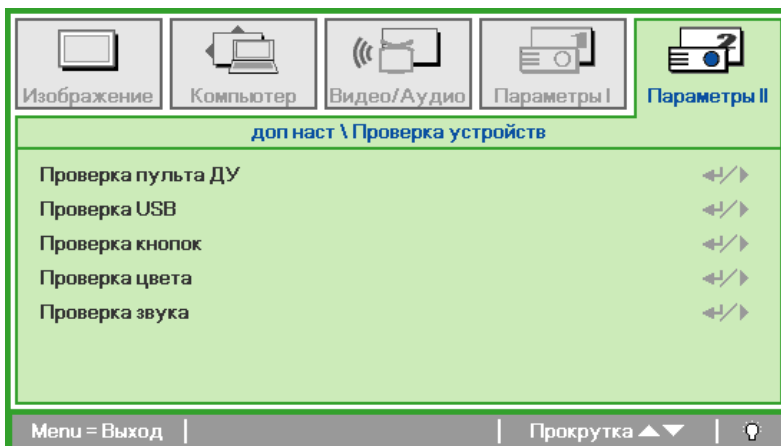 Изображение
Компьютер
Видео/Аудио
Параметры I
2
Параметры II
доп наст \ Проверка устройств
Проверка пульта ДУ
Проверка USB
Проверка кнопок
Проверка цвета
Проверка звука
Menu = Выход
Прокрутка